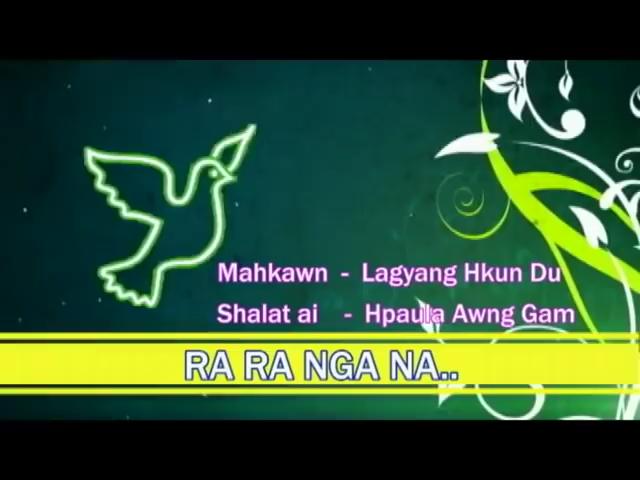 Mahkawn - Lagyang Hkun Du
Shalat ai - Hpaula Awng Gam
RA RA NGA NA..